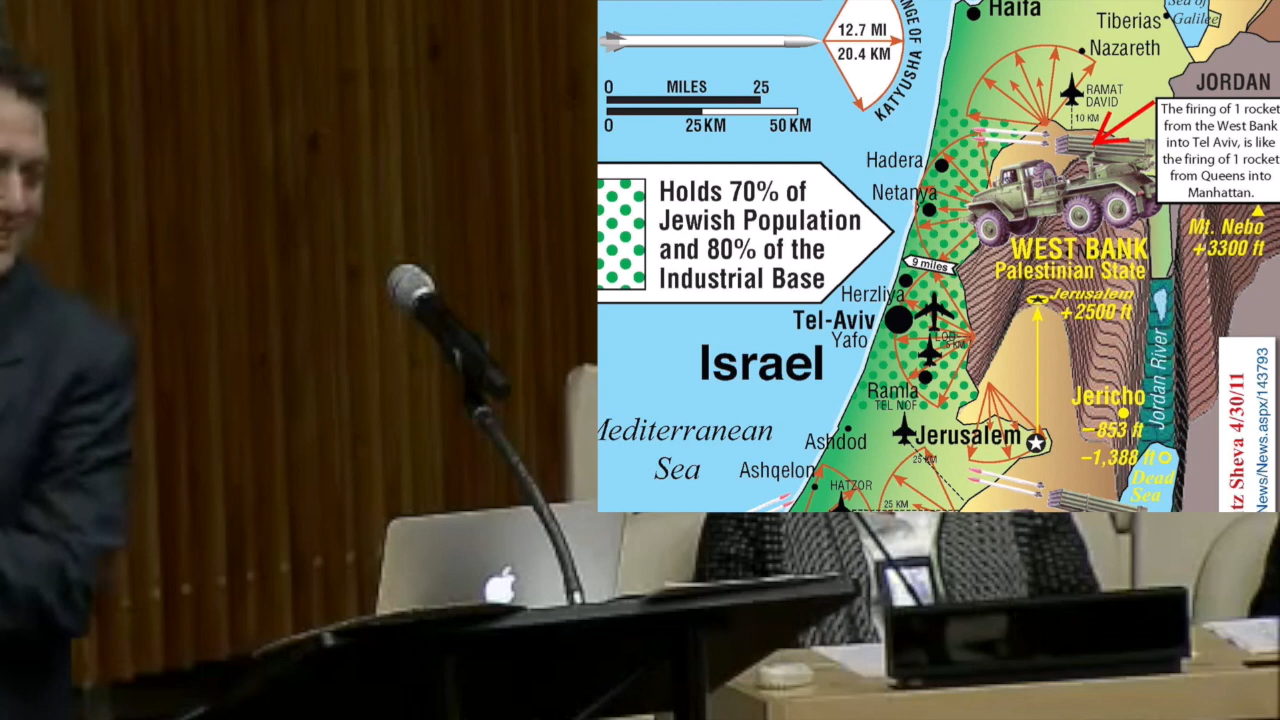 Haifa
Sea of
Galilee
Tiberias
Nazareth
12.7 MI
20.4 KM
KATYUSHA
0 MILES 25
0 25 KM 50 KM
JORDAN
RAMAT
DAVID
10 KM
The firing of 1 rocket
from the West Bank
into Tel Aviv, is like
the firing of 1 rocket
from Queens into
Manhattan.
Hadera
Netanya
Holds 70% of
Jewish Population
and 80% of the
Industrial Base
Mt. Nebo
+3300 ft
WEST BANK
Palestinian State
9 miles
Jerusalem
+2500 ft
Herzliya
Tel-Aviv
Yafo
Israel
Ramla
TEL NOF
Jordan River
Jericho
–853 ft
–1,388 ft
Dead
Sea
Mediterranean
Sea
Ashdod
Jerusalem
25 KM
Ashqelon
HATZOR
25 KM
tz Sheva 4/30/11
News/News.aspx/143793